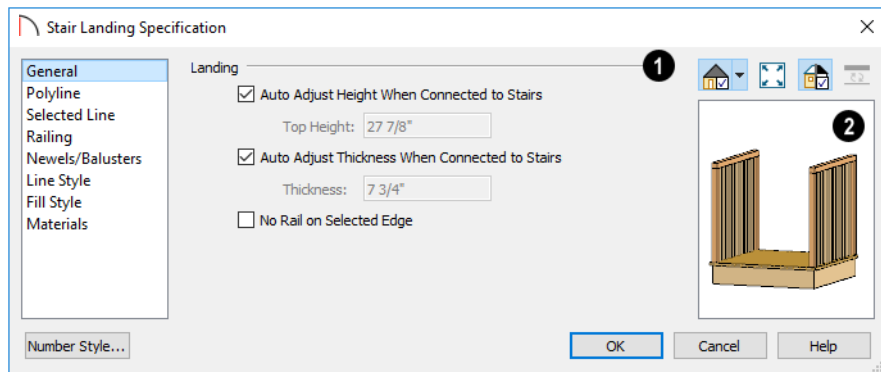 Stair Landing Specification
General
Polyline
Selected Line
Railing
Newels/Balusters
Line Style
Fill Style
Materials
Landing
1
Auto Adjust Height When Connected to Stairs
Top Height: 27 7/8"
Auto Adjust Thickness When Connected to Stairs
Thickness: 7 3/4"
No Rail on Selected Edge
2
Number Style...
OK
Cancel
Help